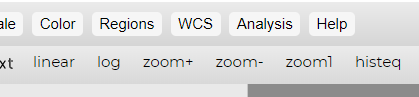 ale Color Regions WCS Analysis Help
xt linear log zoom+ zoom- zoom1 histeq